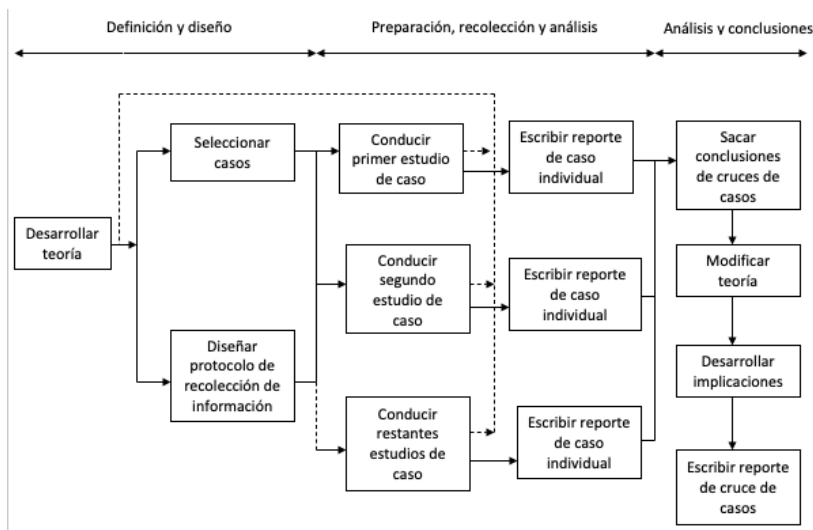 Definición y diseño
Preparación, recolección y análisis
Análisis y conclusiones
Desarrollar
teoría
Seleccionar
casos
Diseñar
protocolo de
recolección de
información
Conducir
primer estudio
de caso
Conducir
segundo
estudio de
caso
Conducir
restantes
estudios de
caso
Escribir reporte
de caso
individual
Escribir reporte
de caso
individual
Escribir reporte
de caso
individual
Sacar
conclusiones
de cruces de
casos
Modificar
teoría
Desarrollar
implicaciones
Escribir reporte
de cruce de
casos